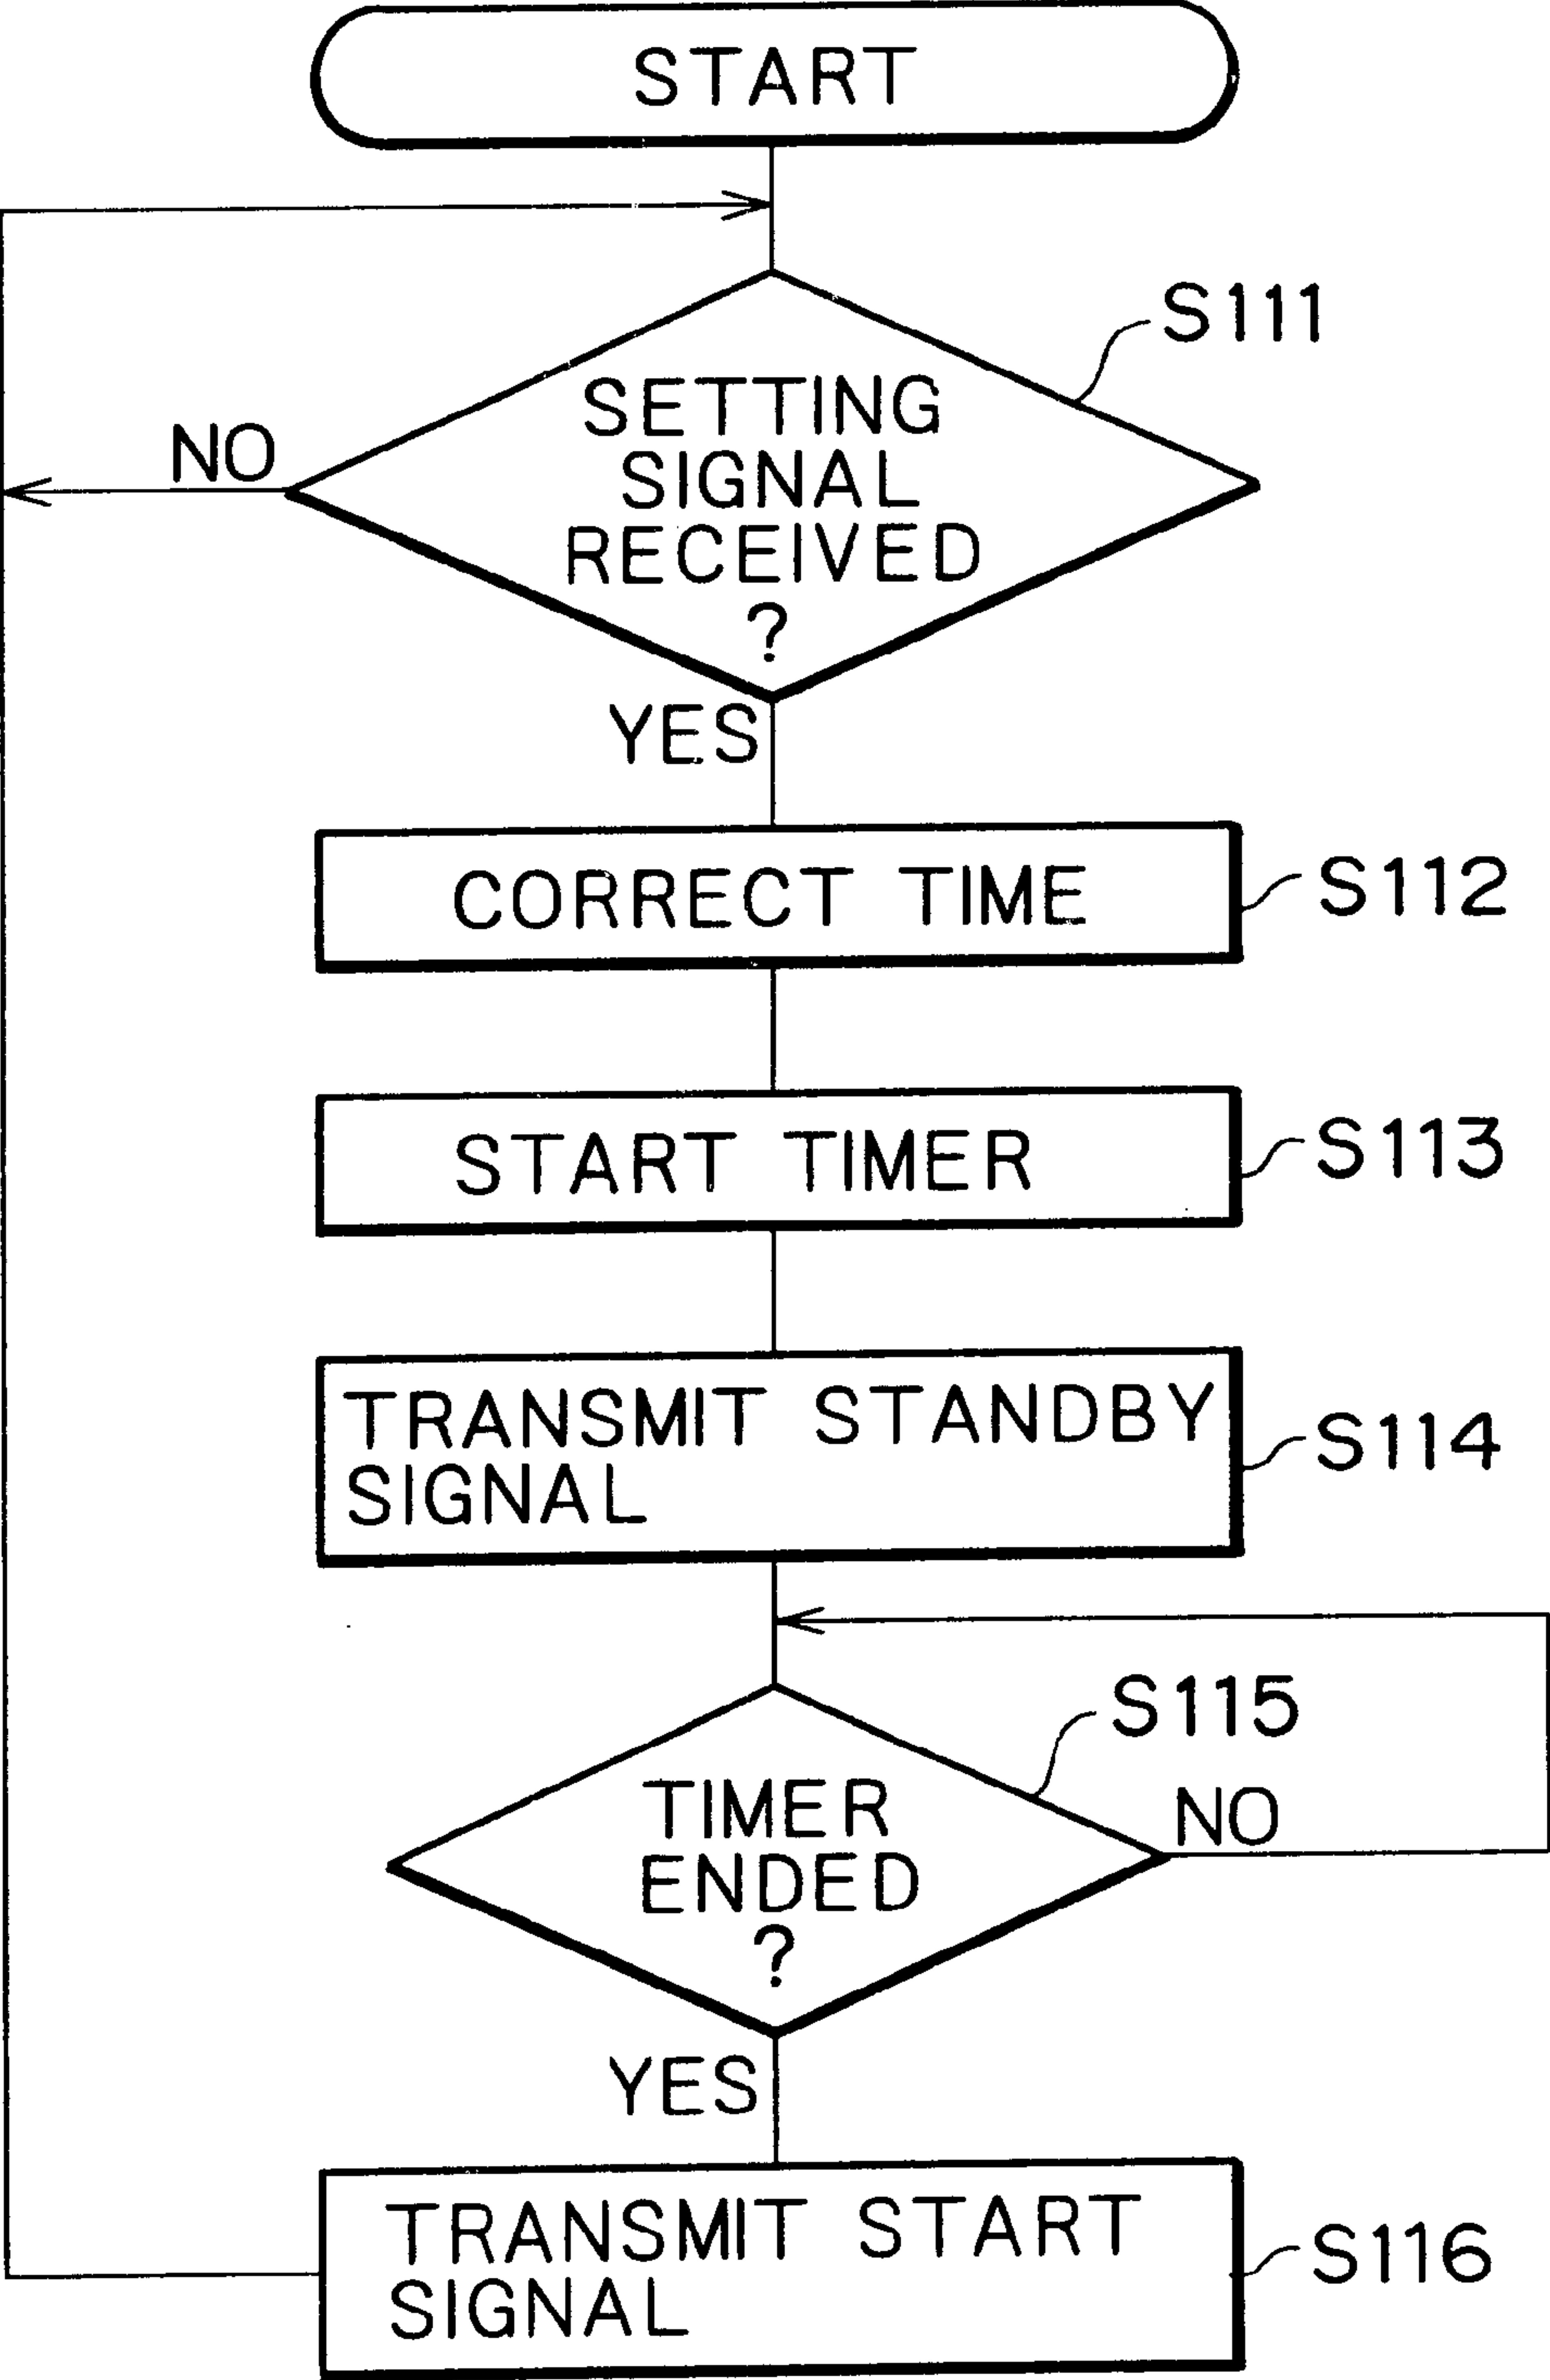 START
S111
SETTING
SIGNAL
RECEIVED
?
NO
YES
CORRECT TIME
S112
START TIMER
S113
TRANSMIT STANDBY
SIGNAL
S114
S115
TIMER
ENDED
?
NO
YES
TRANSMIT START
SIGNAL
S116